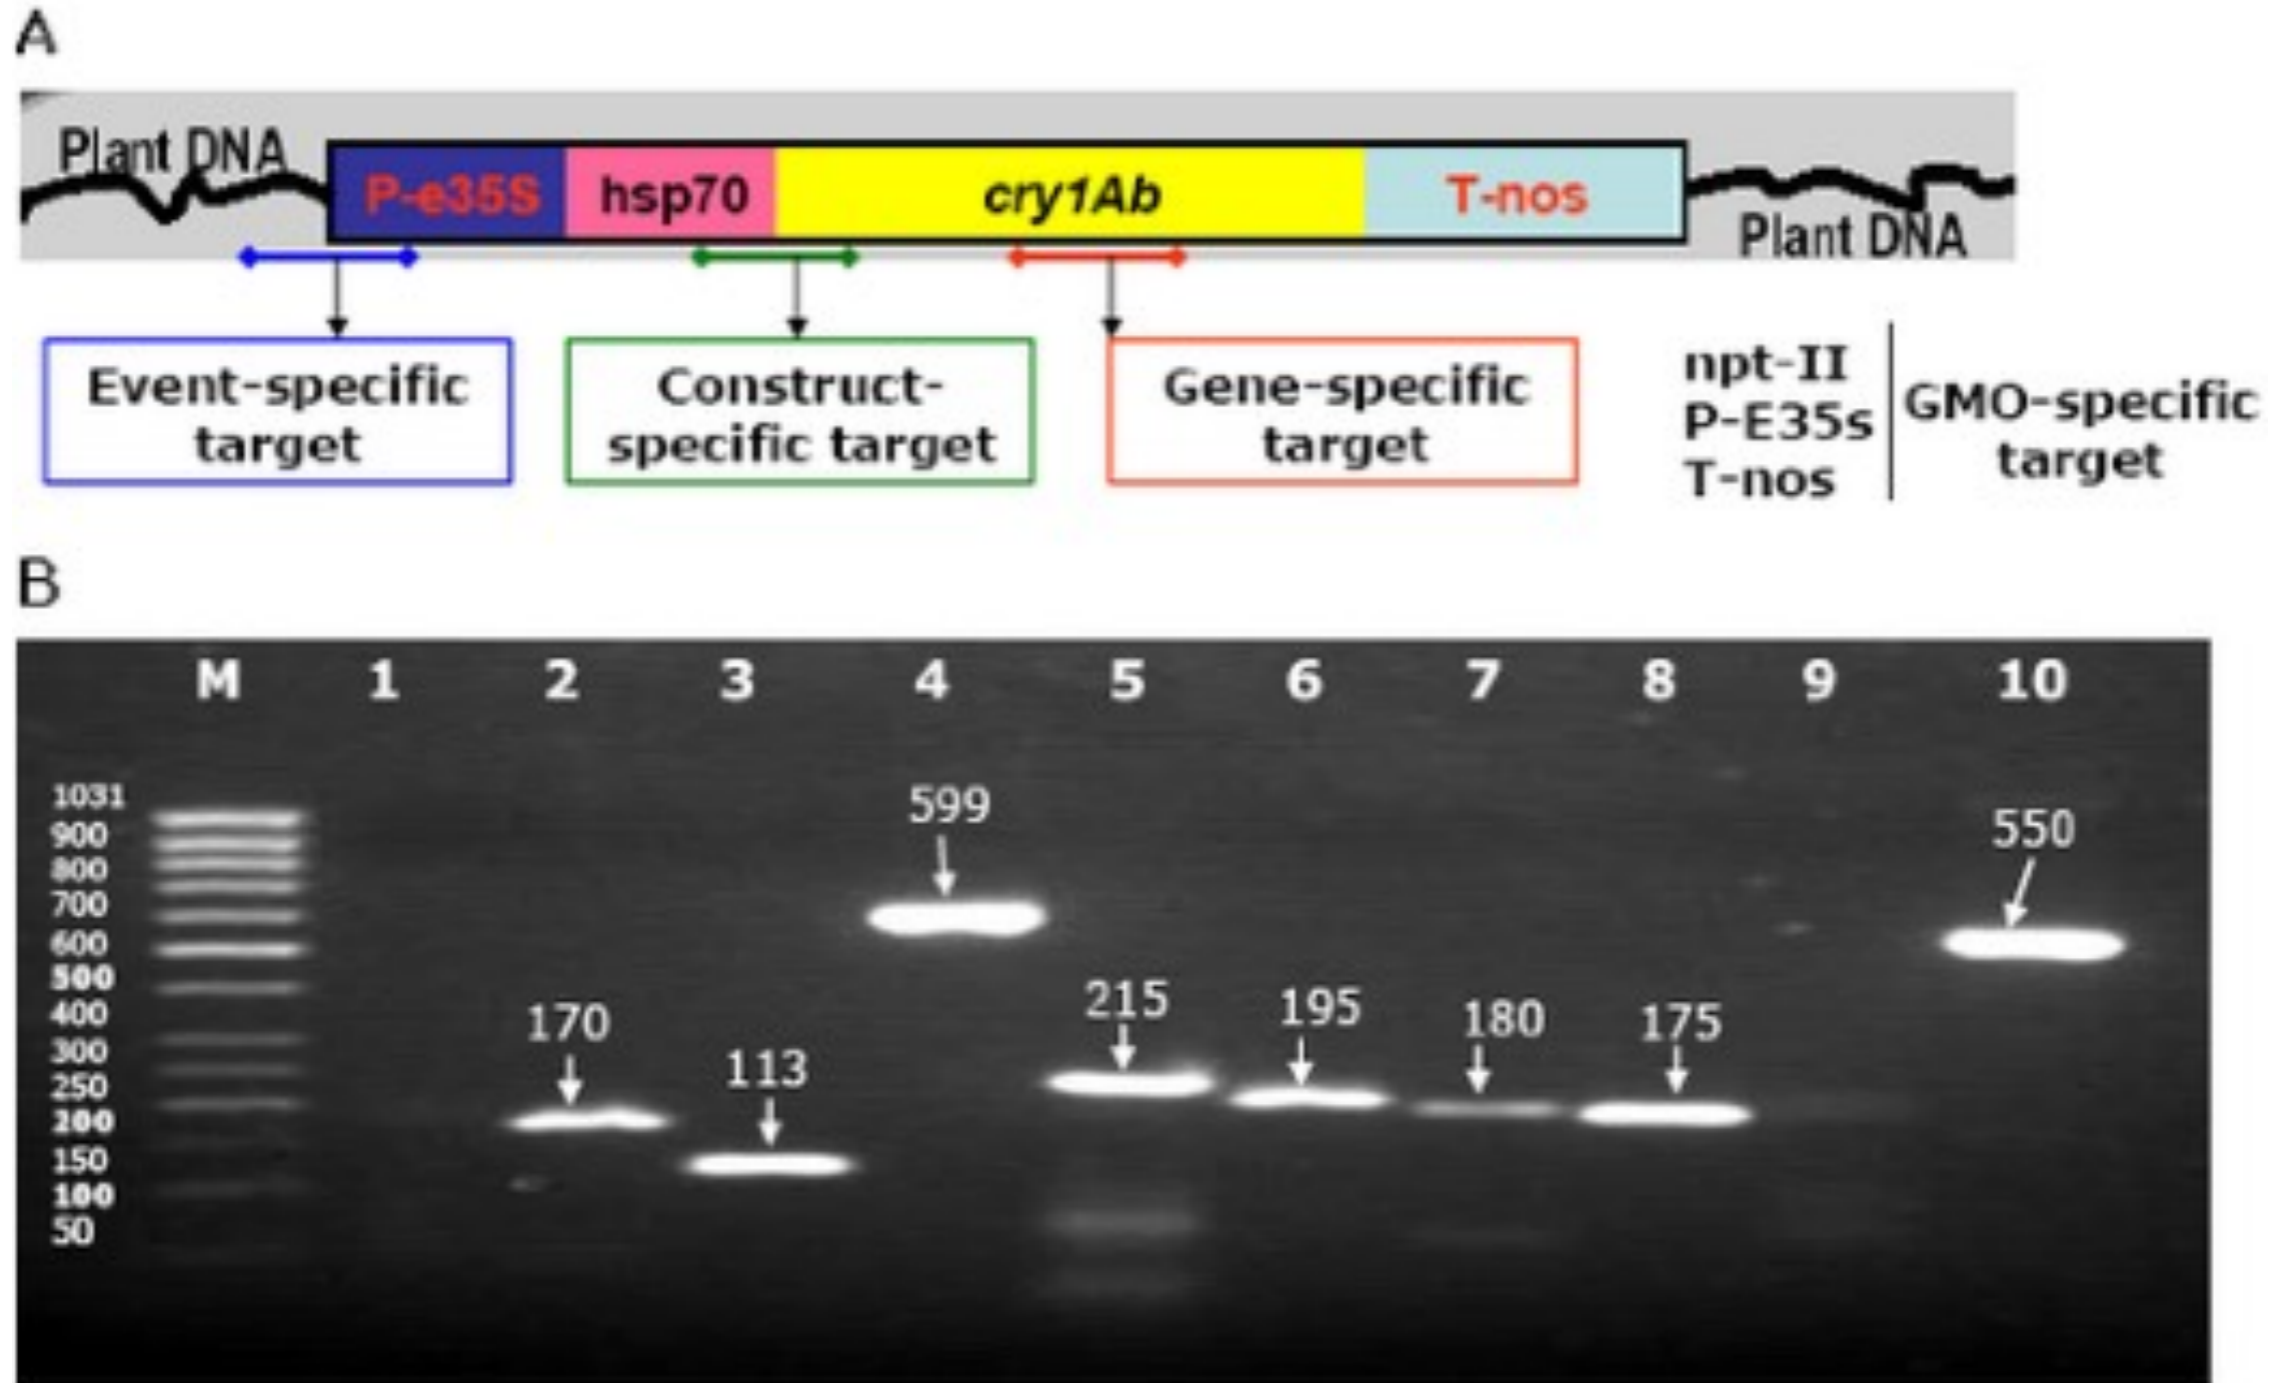 A
Plant DNA
P-e35S hsp70 cry1Ab T-nos
Plant DNA
Event-specific
target
Construct-
specific target
Gene-specific
target
npt-II
P-E35s
T-nos
GMO-specific
target
B
M 1 2 3 4 5 6 7 8 9 10
1031
900
800
700
600
500
400
300
250
200
150
100
50
170
113
599
215
195
180
175
550